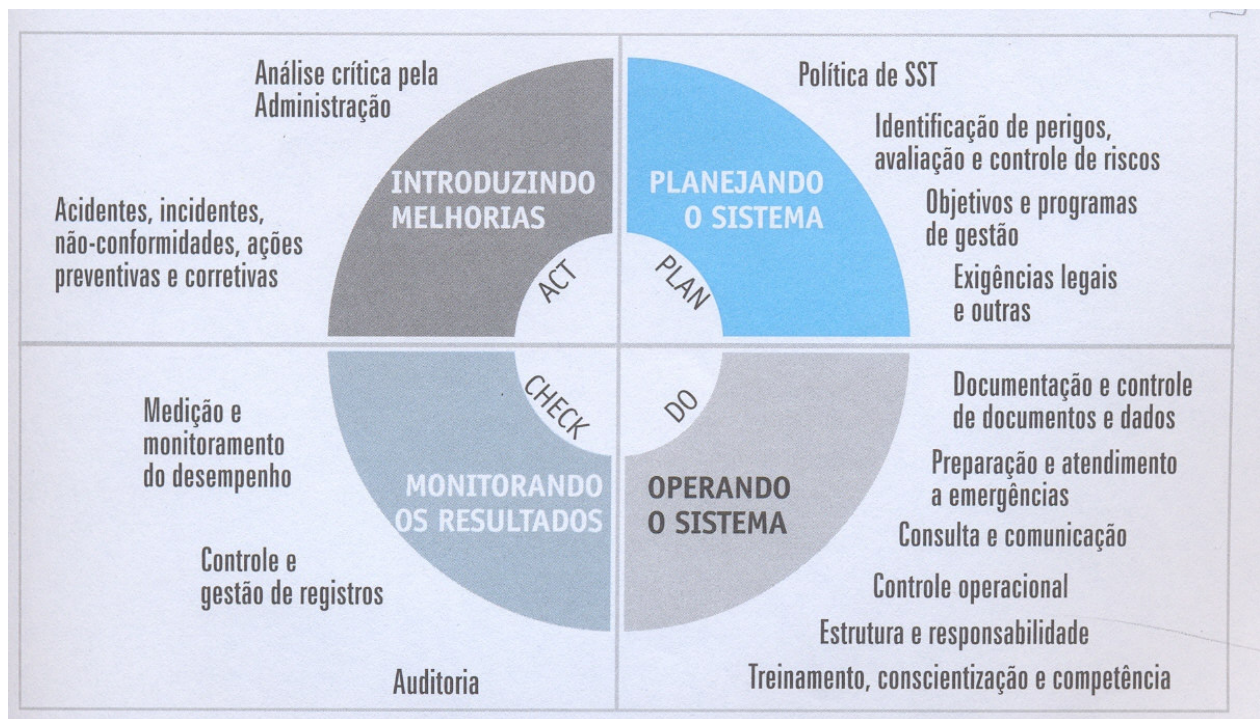 Análise crítica pela
Administração
Acidentes, incidentes,
não-conformidades, ações
preventivas e corretivas
INTRODUZINDO
MELHORIAS
ACT
PLANEJANDO
O SISTEMA
PLAN
Política de SST
Identificação de perigos,
avaliação e controle de riscos
Objetivos e programas
de gestão
Exigências legais
e outras
Medição e
monitoramento
do desempenho
Controle e
gestão de registros
Auditoria
CHECK
MONITORANDO
OS RESULTADOS
DO
OPERANDO
O SISTEMA
Documentação e controle
de documentos e dados
Preparação e atendimento
a emergências
Consulta e comunicação
Controle operacional
Estrutura e responsabilidade
Treinamento, conscientização e competência